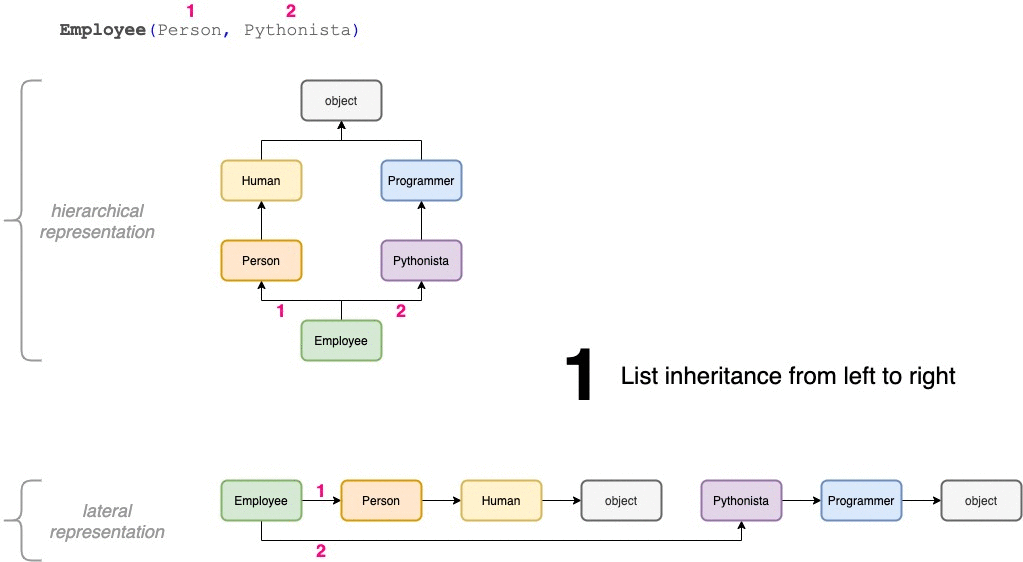 1 2
Employee(Person, Pythonista)
object
Human
Programmer
hierarchical
representation
Person
Pythonista
1 2
Employee
1 List inheritance from left to right
lateral
representation
Employee 1 Person Human object Pythonista Programmer object
2